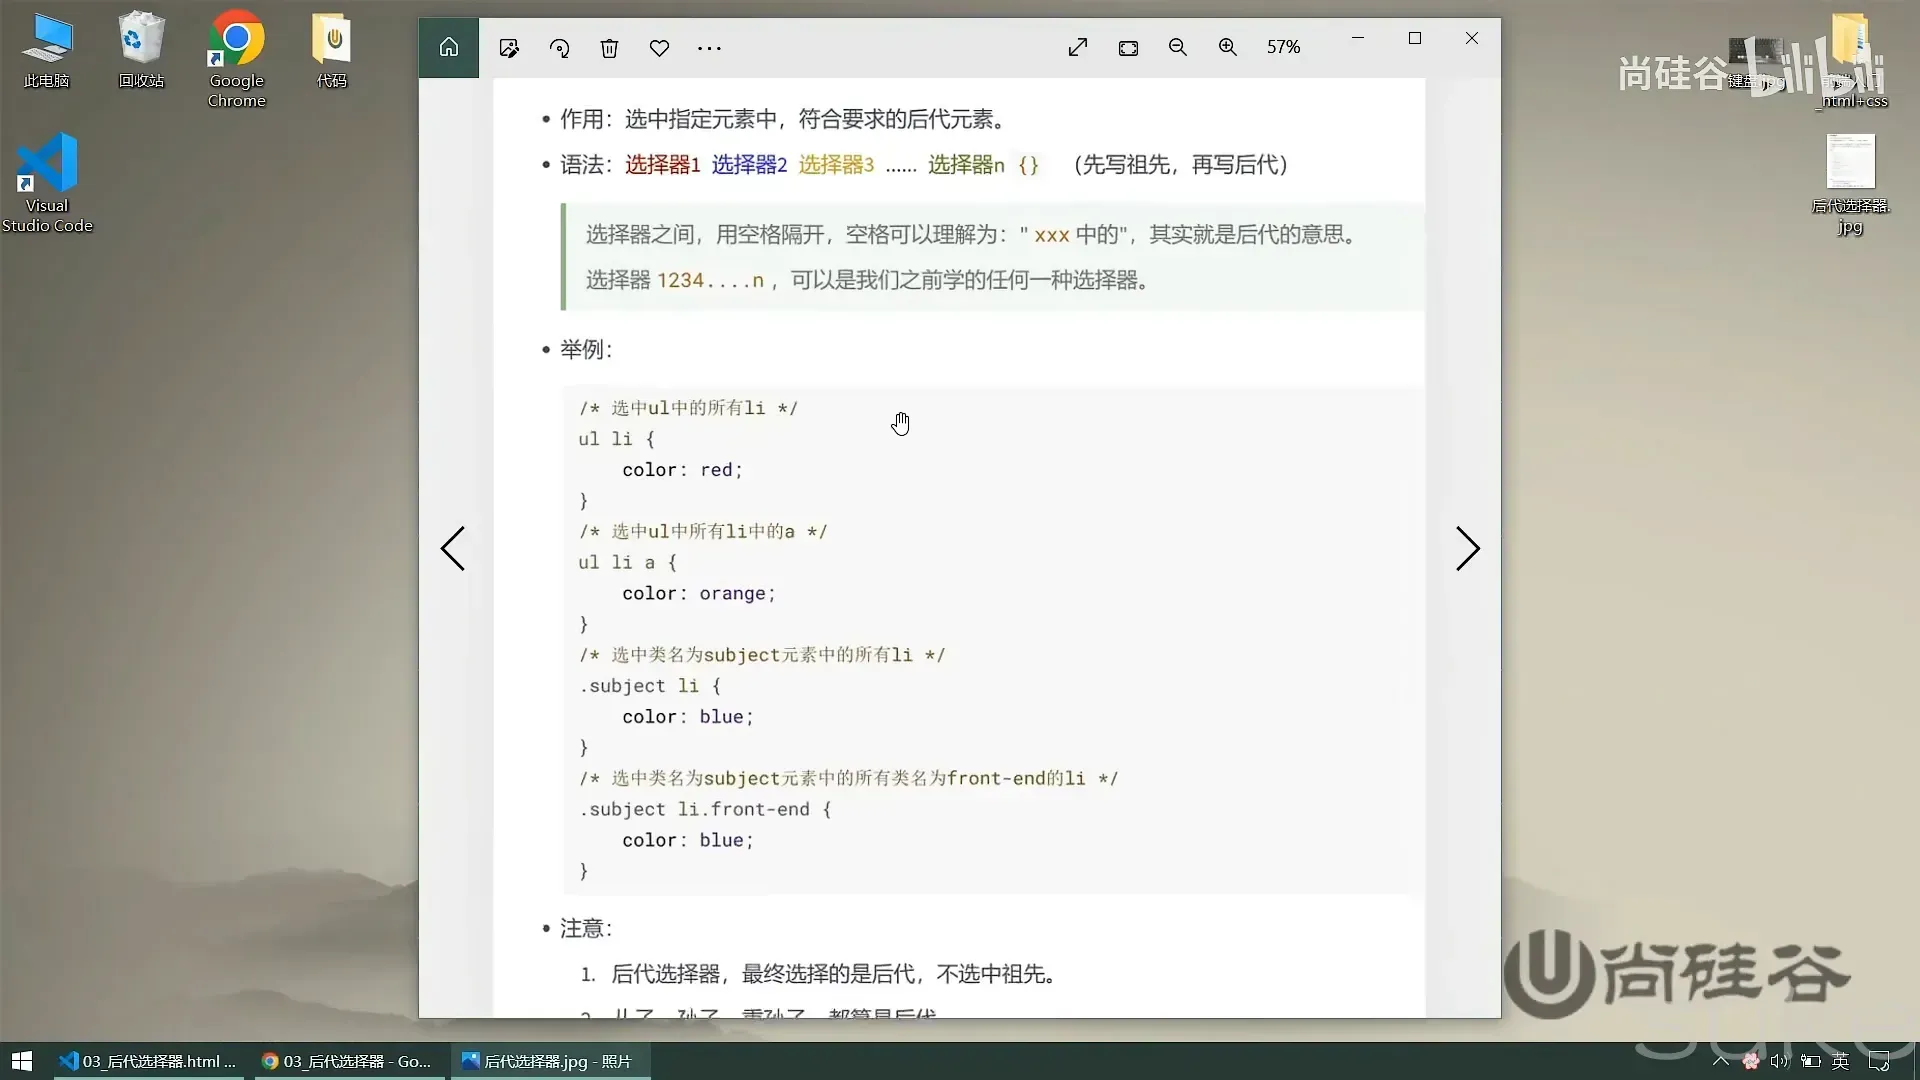 此电脑
回收站
Google
Chrome
代码
Visual
Studio Code
57%
尚硅谷
bilibili
_html+css
后代选择器.
jpg
• 作用：选中指定元素中，符合要求的后代元素。
• 语法：选择器1 选择器2 选择器3 ...... 选择器n {} （先写祖先，再写后代）
选择器之间，用空格隔开，空格可以理解为：" xxx 中的"，其实就是后代的意思。
选择器 1234....n ，可以是我们之前学的任何一种选择器。
• 举例：
/* 选中ul中的所有li */
ul li {
color: red;
}
/* 选中ul中所有li中的a */
ul li a {
color: orange;
}
/* 选中类名为subject元素中的所有li */
.subject li {
color: blue;
}
/* 选中类名为subject元素中的所有类名为front-end的li */
.subject li.front-end {
color: blue;
}
• 注意：
1. 后代选择器，最终选择的是后代，不选中祖先。
尚硅谷
03_后代选择器.html ...
03_后代选择器 - Go...
后代选择器.jpg - 照片
英